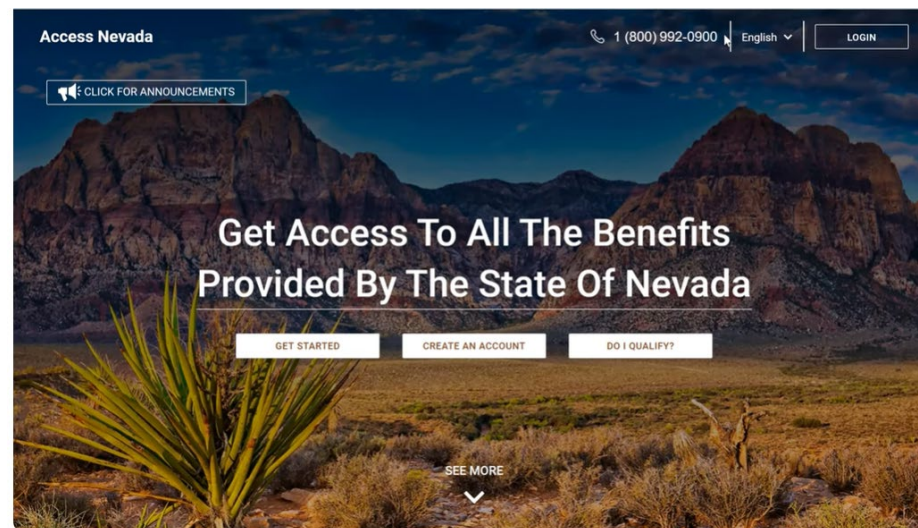 Access Nevada
1 (800) 992-0900
English
LOGIN
CLICK FOR ANNOUNCEMENTS
Get Access To All The Benefits
Provided By The State Of Nevada
GET STARTED
CREATE AN ACCOUNT
DO I QUALIFY?
SEE MORE